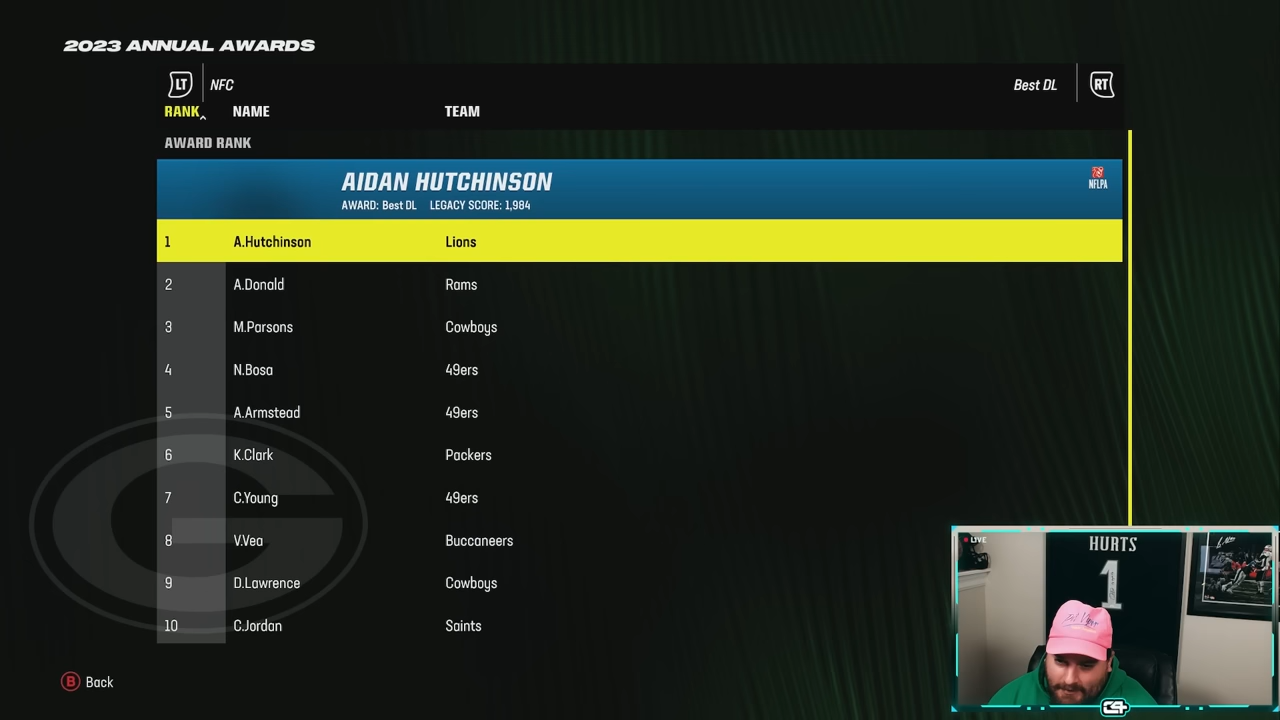 2023 ANNUAL AWARDS
LT NFC Best DL RT
RANK NAME TEAM
AWARD RANK
AIDAN HUTCHINSON
NFLPA
AWARD: Best DL LEGACY SCORE: 1,984
1 A.Hutchinson Lions
2 A.Donald Rams
3 M.Parsons Cowboys
4 N.Bosa 49ers
5 A.Armstead 49ers
6 K.Clark Packers
7 C.Young 49ers
8 V.Vea Buccaneers
9 D.Lawrence Cowboys
10 C.Jordan Saints
LIVE
HURTS
1
B Back